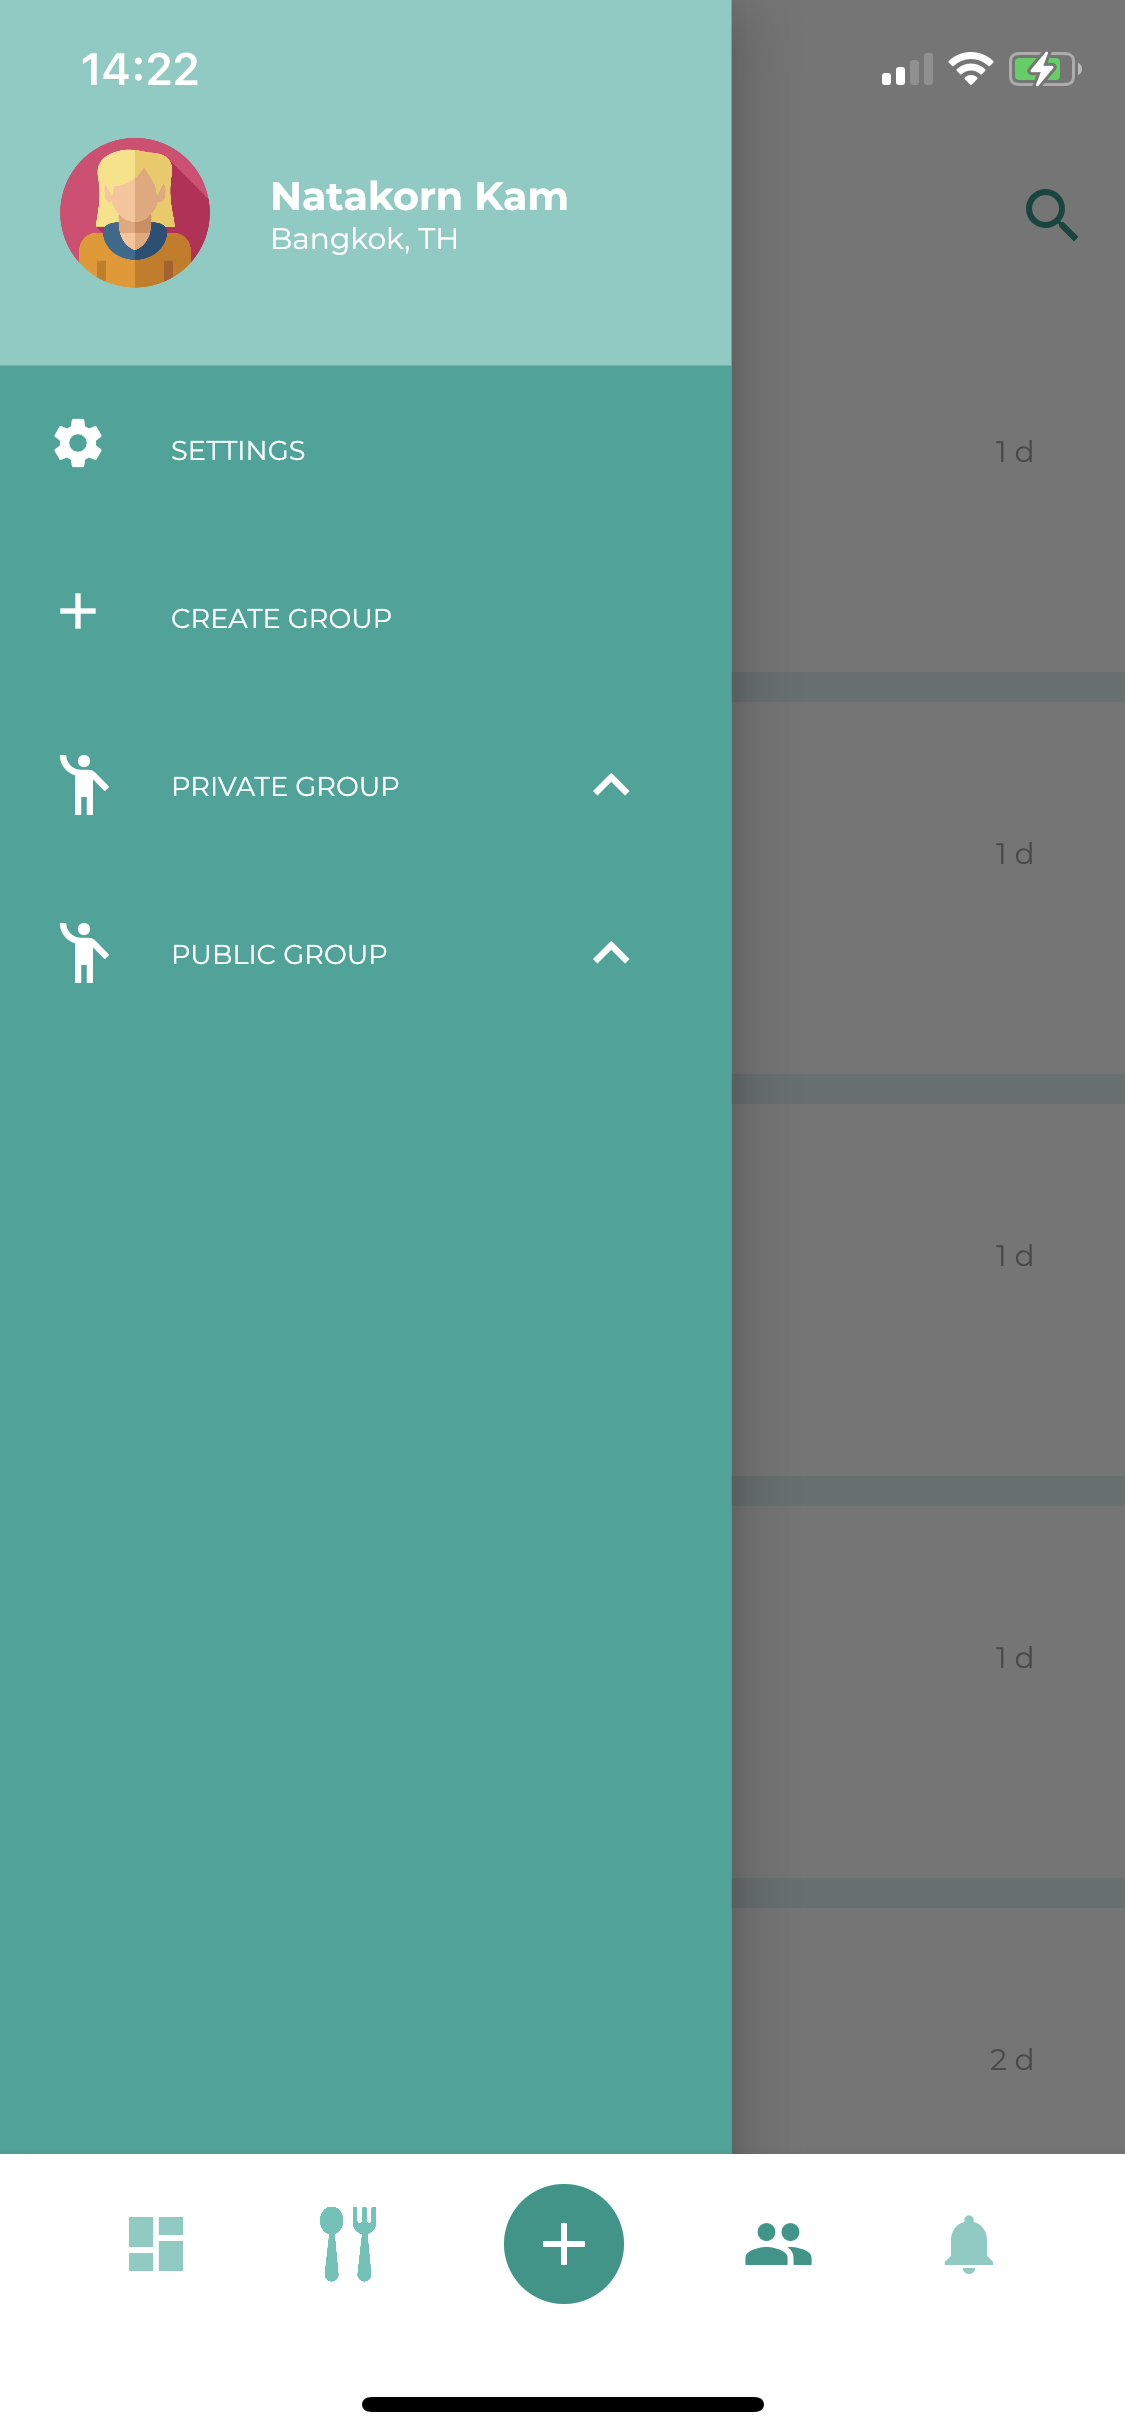 14:22
Natakorn Kam
Bangkok, TH
SETTINGS
1 d
CREATE GROUP
PRIVATE GROUP
1 d
PUBLIC GROUP
1 d
1 d
2 d